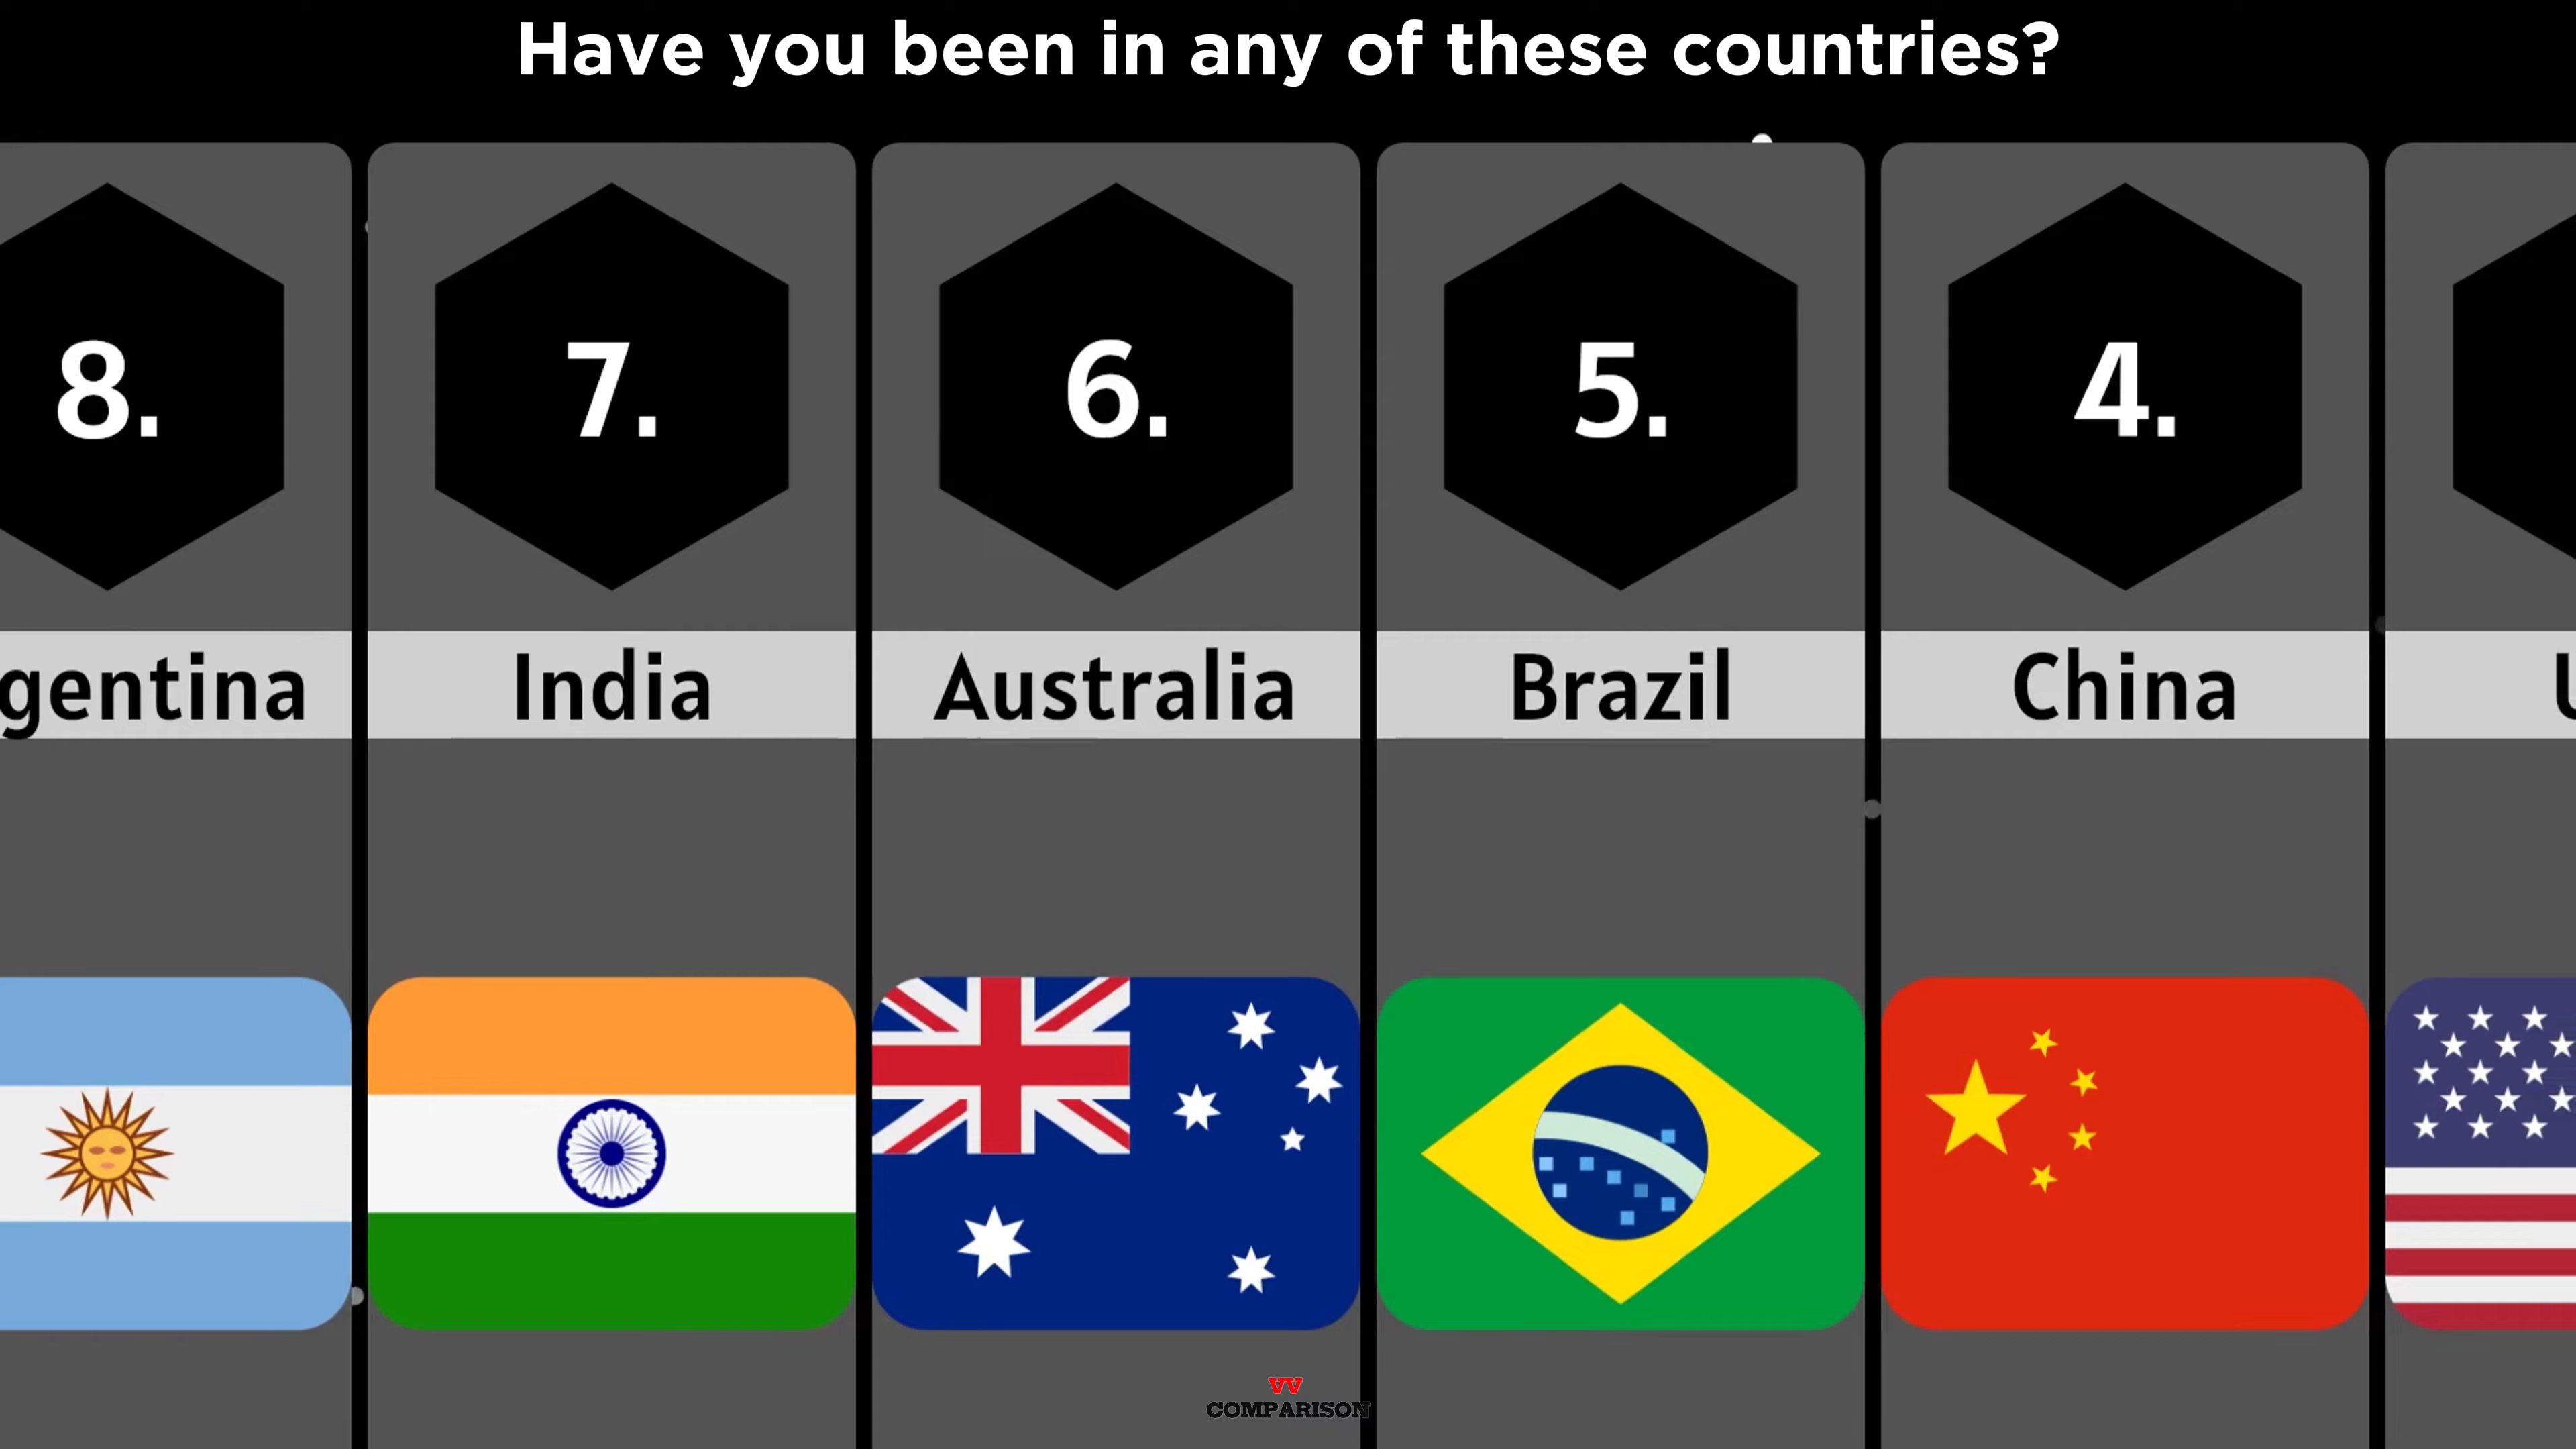 Have you been in any of these countries?
8.
7.
6.
5.
4.
gentina
India
Australia
Brazil
China
U
VV
COMPARISON